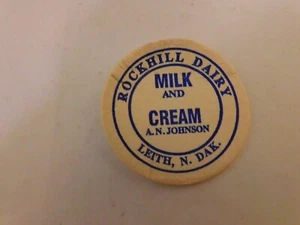 ROCKHILL DAIRY
MILK
AND
CREAM
A. N. JOHNSON
LEITH, N. DAK.